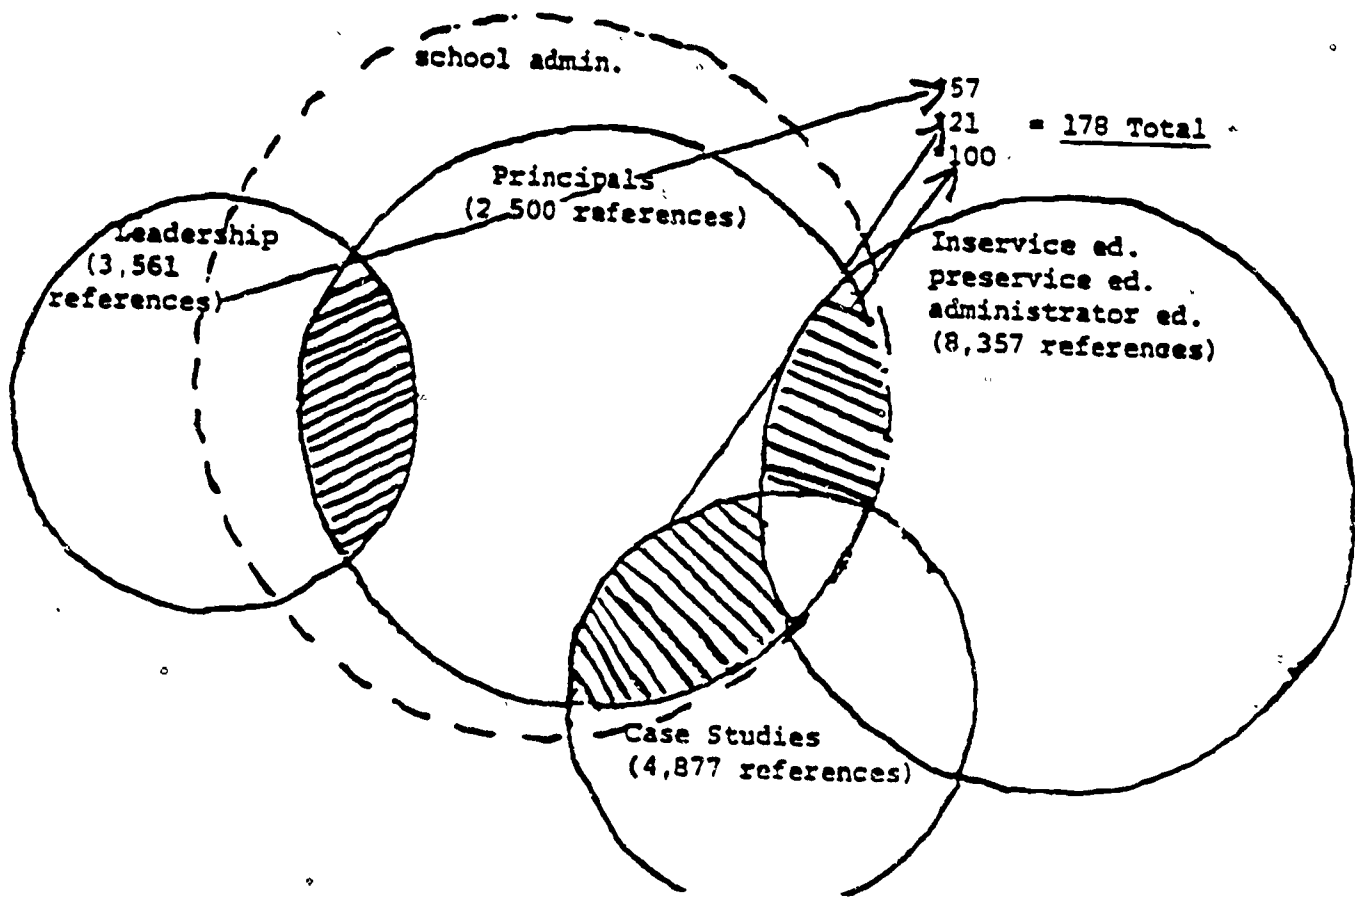 school admin.
57
21 = 178 Total
100
Principals
(2 500 references)
Leadership
(3,561
references)
Inservice ed.
preservice ed.
administrator ed.
(8,357 references)
Case Studies
(4,877 references)